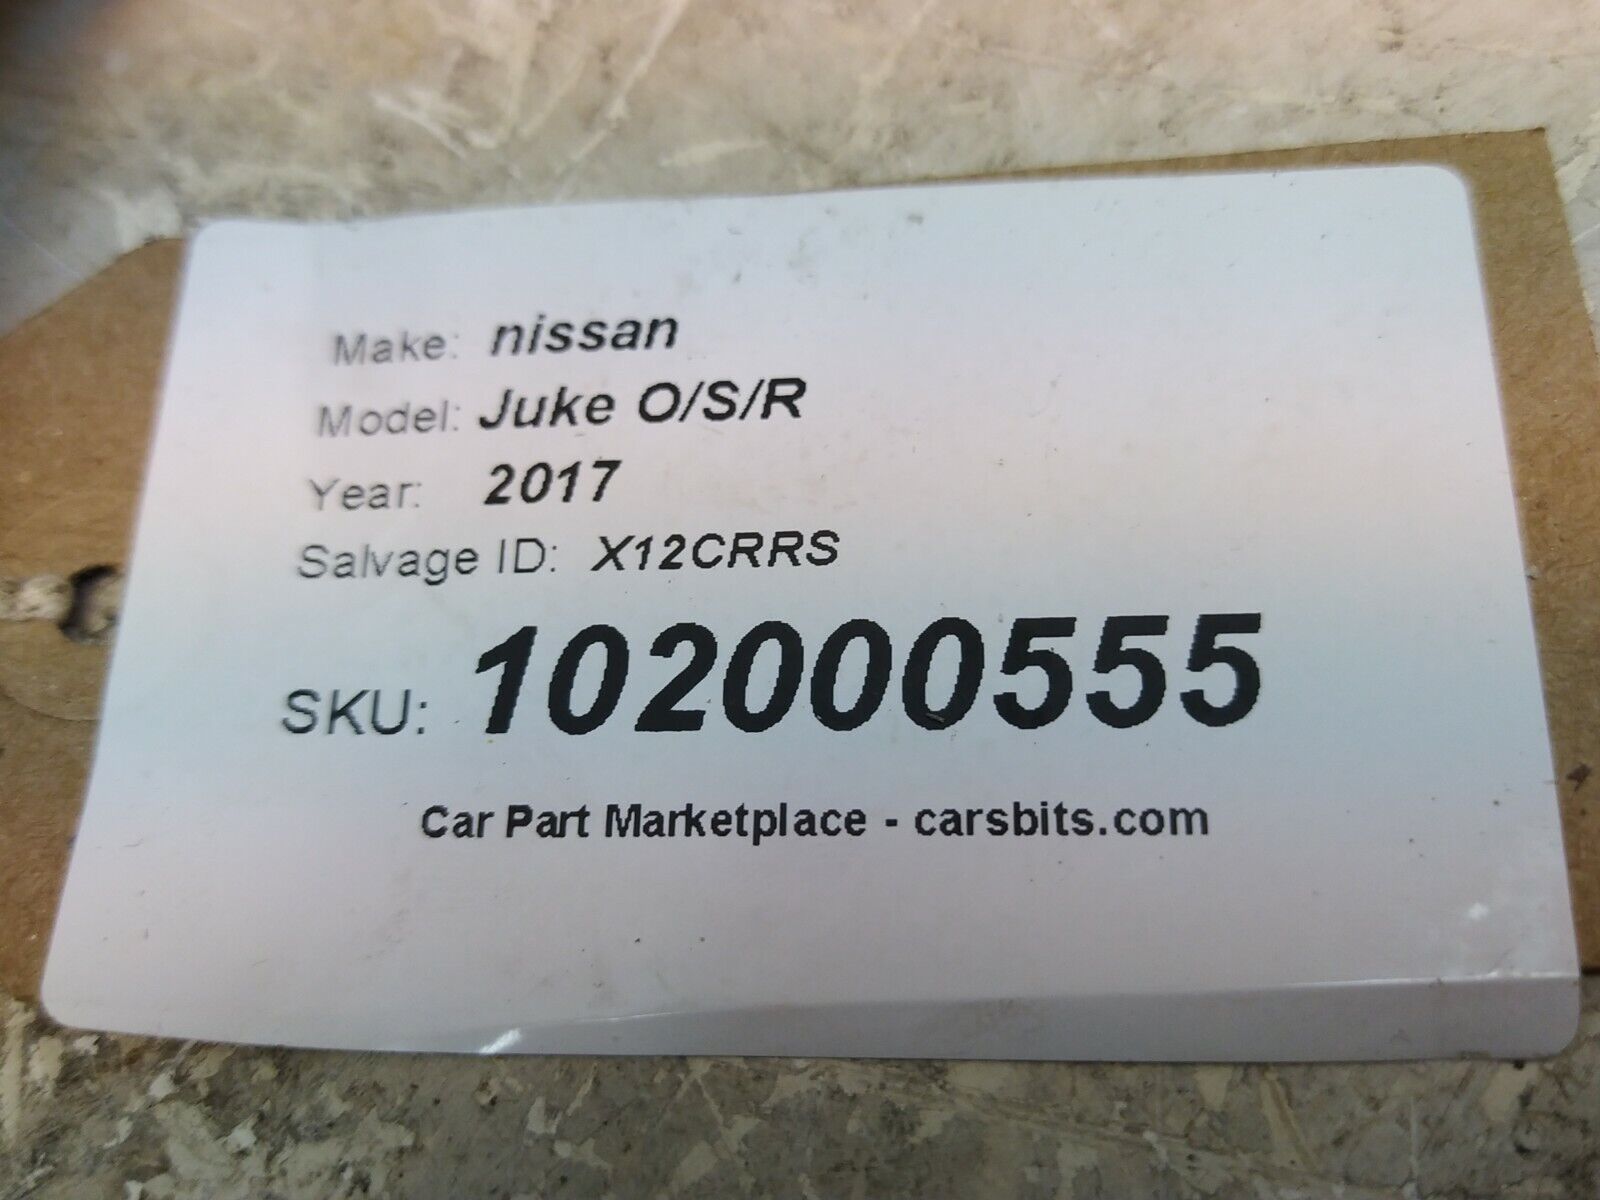 Make: nissan
Model: Juke O/S/R
Year: 2017
Salvage ID: X12CRRS
SKU: 102000555
Car Part Marketplace - carsbits.com